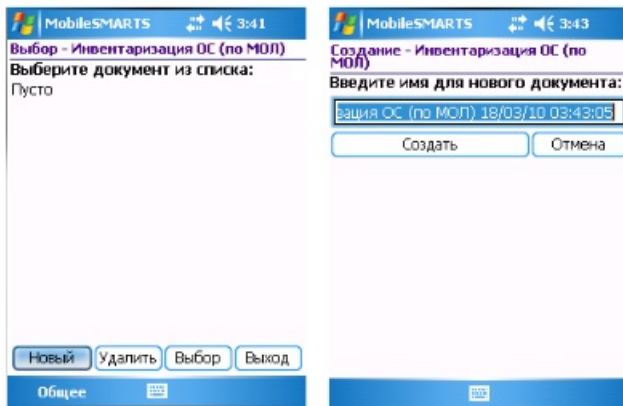 MobileSMARTS 3:41
Выбор - Инвентаризация ОС (по МОЛ)
Выберите документ из списка:
Пусто
Новый Удалить Выбор Выход
Общее
MobileSMARTS 3:43
Создание - Инвентаризация ОС (по
МОЛ)
Введите имя для нового документа:
зация ОС (по МОЛ) 18/03/10 03:43:05
Создать Отмена